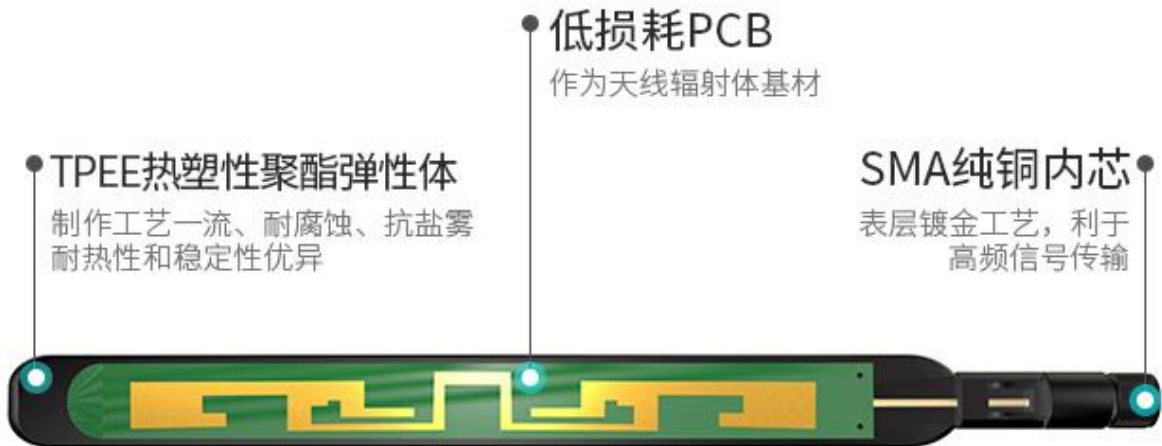 低损耗PCB
作为天线辐射体基材
TPEE热塑性聚酯弹性体
制作工艺一流、耐腐蚀、抗盐雾
耐热性和稳定性优异
SMA纯铜内芯
表层镀金工艺，利于
高频信号传输